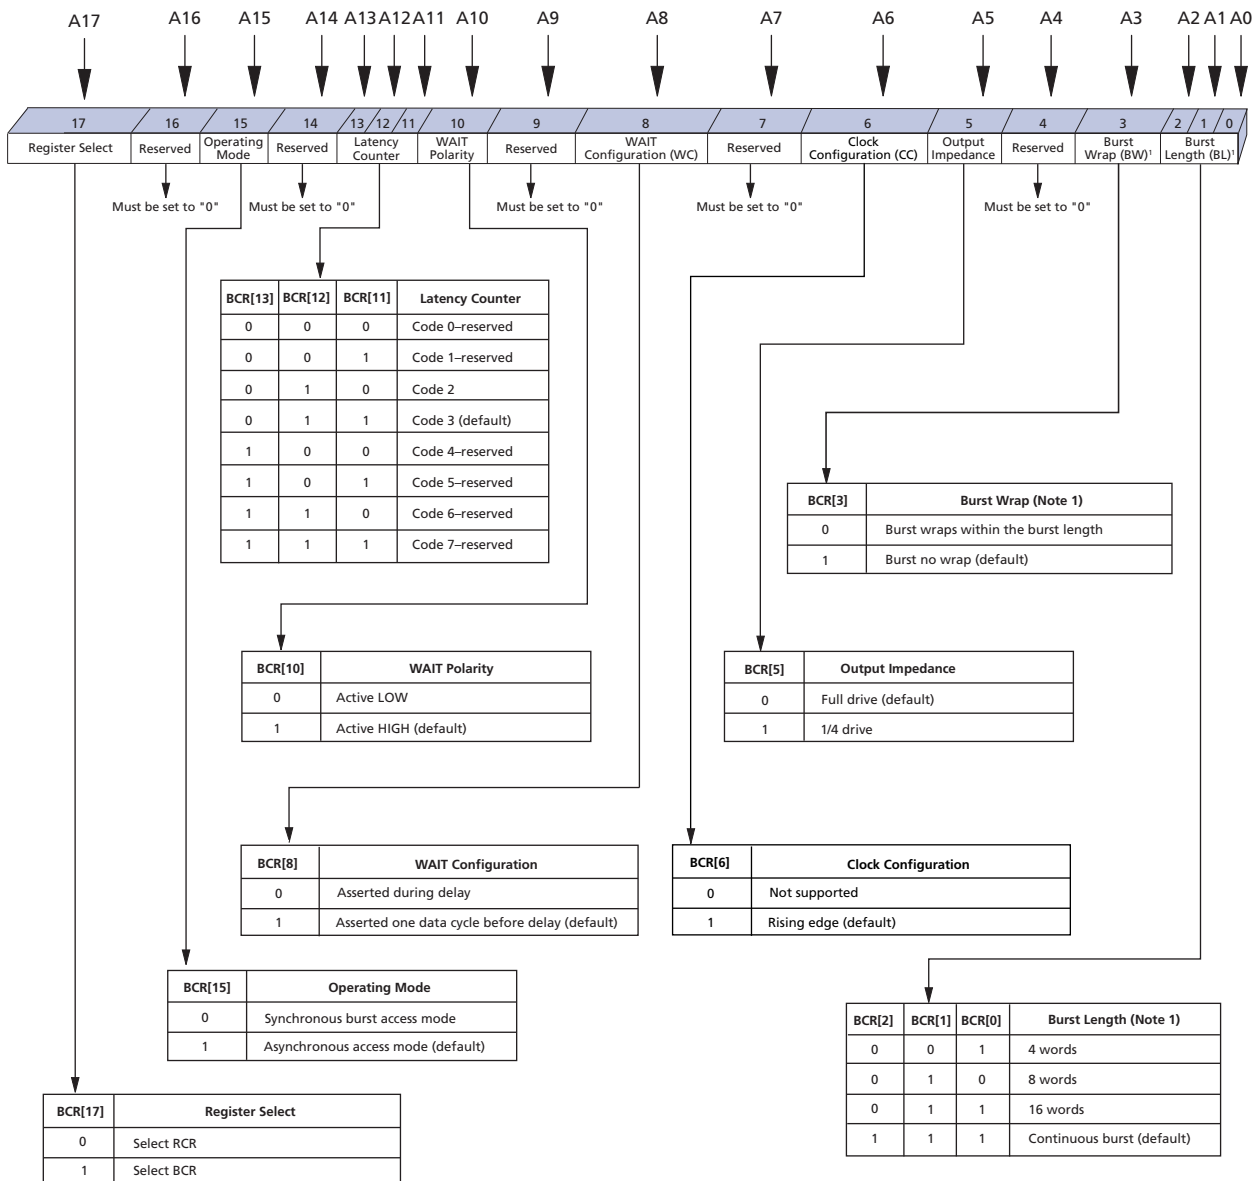 A17 A16 A15 A14 A13 A12 A11 A10 A9 A8 A7 A6 A5 A4 A3 A2 A1 A0
17 16 15 14 13 12 11 10 9 8 7 6 5 4 3 2 1 0
Register Select
Reserved
Operating
Mode
Reserved
Latency
Counter
WAIT
Polarity
Reserved
WAIT
Configuration (WC)
Reserved
Clock
Configuration (CC)
Output
Impedance
Reserved
Burst
Wrap (BW)¹
Burst
Length (BL)¹
Must be set to "0"
Must be set to "0"
Must be set to "0"
Must be set to "0"
Must be set to "0"
BCR[13] BCR[12] BCR[11] Latency Counter
0 0 0 Code 0–reserved
0 0 1 Code 1–reserved
0 1 0 Code 2
0 1 1 Code 3 (default)
1 0 0 Code 4–reserved
1 0 1 Code 5–reserved
1 1 0 Code 6–reserved
1 1 1 Code 7–reserved
BCR[3] Burst Wrap (Note 1)
0 Burst wraps within the burst length
1 Burst no wrap (default)
BCR[10] WAIT Polarity
0 Active LOW
1 Active HIGH (default)
BCR[5] Output Impedance
0 Full drive (default)
1 1/4 drive
BCR[8] WAIT Configuration
0 Asserted during delay
1 Asserted one data cycle before delay (default)
BCR[6] Clock Configuration
0 Not supported
1 Rising edge (default)
BCR[15] Operating Mode
0 Synchronous burst access mode
1 Asynchronous access mode (default)
BCR[2] BCR[1] BCR[0] Burst Length (Note 1)
0 0 1 4 words
0 1 0 8 words
0 1 1 16 words
1 1 1 Continuous burst (default)
BCR[17] Register Select
0 Select RCR
1 Select BCR